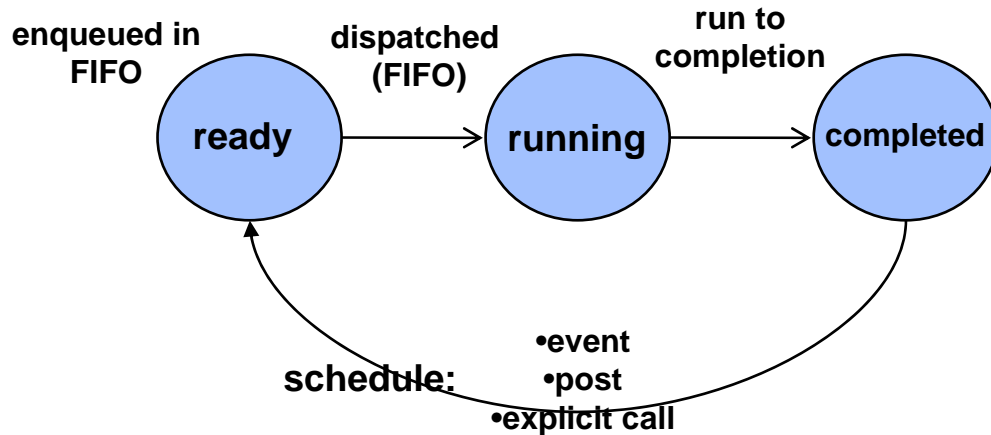 enqueued in
FIFO
dispatched
(FIFO)
run to
completion
ready
running
completed
schedule:
•event
•post
•explicit call